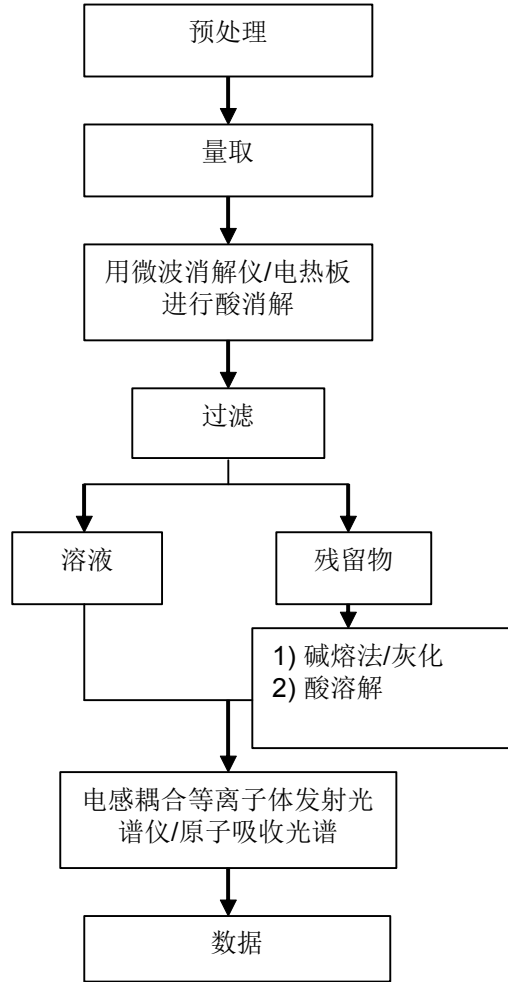 预处理
量取
用微波消解仪/电热板
进行酸消解
过滤
溶液
残留物
1) 碱熔法/灰化
2) 酸溶解
电感耦合等离子体发射光
谱仪/原子吸收光谱
数据